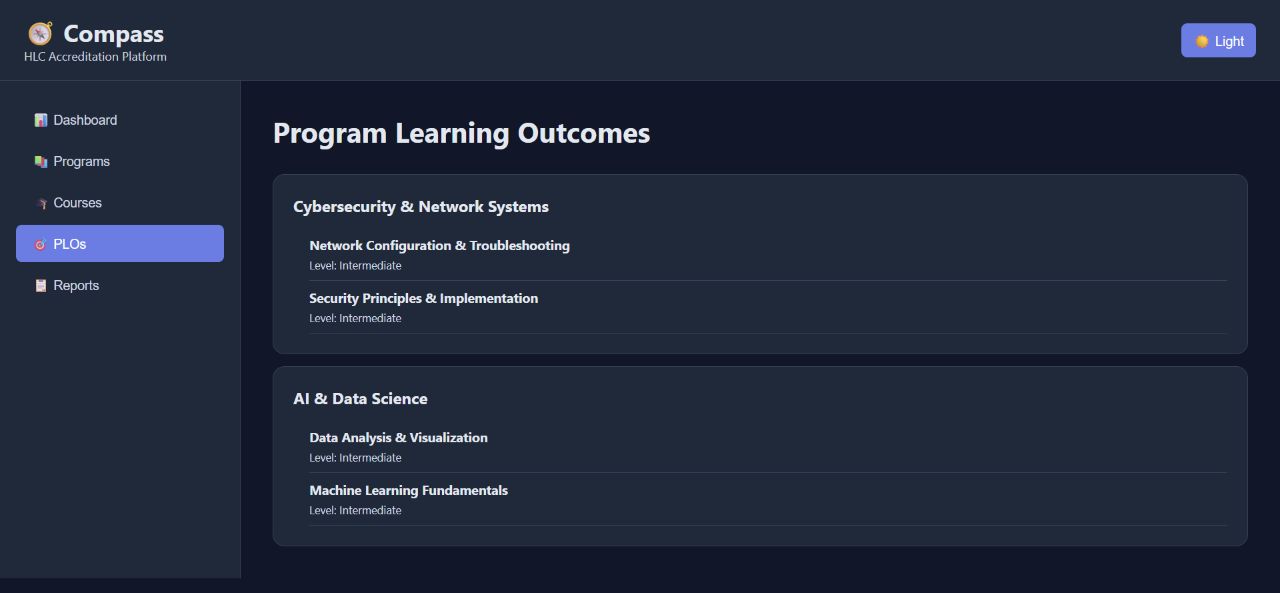 Compass
HLC Accreditation Platform
Light
Dashboard
Programs
Courses
PLOs
Reports
Program Learning Outcomes
Cybersecurity & Network Systems
Network Configuration & Troubleshooting
Level: Intermediate
Security Principles & Implementation
Level: Intermediate
AI & Data Science
Data Analysis & Visualization
Level: Intermediate
Machine Learning Fundamentals
Level: Intermediate